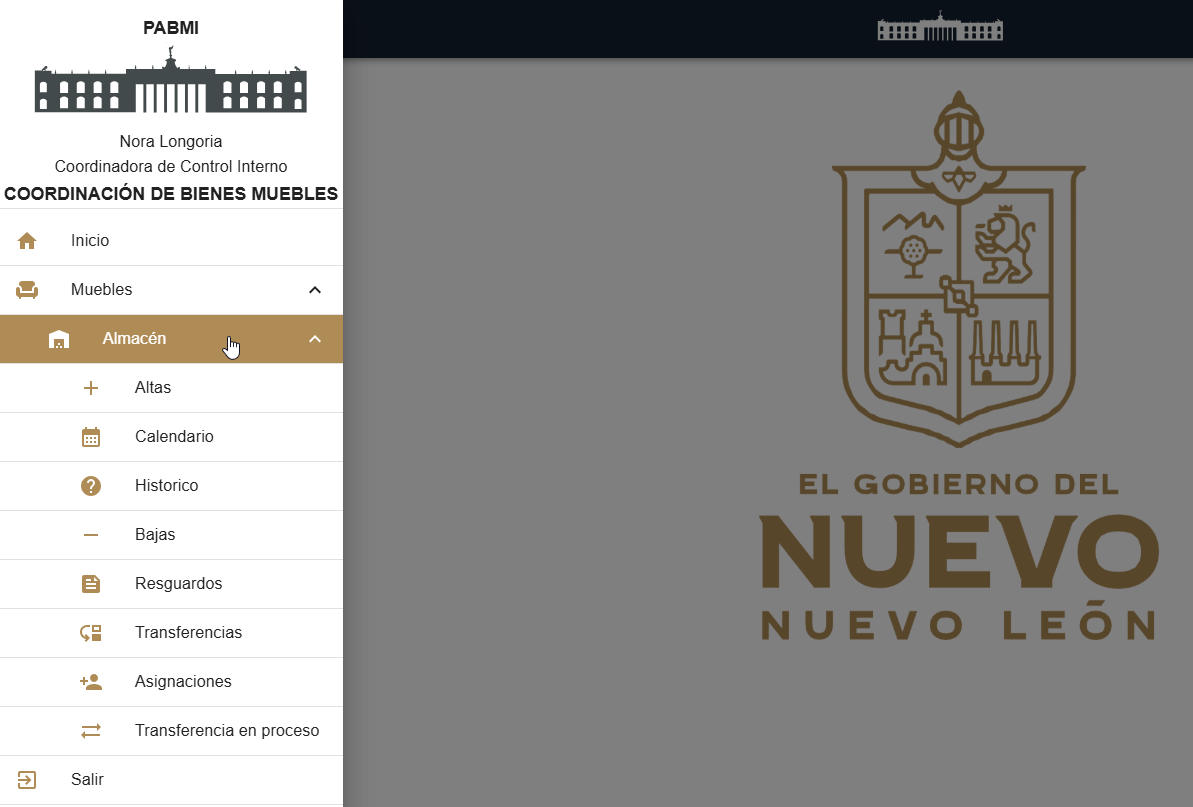 PABMI
Nora Longoria
Coordinadora de Control Interno
COORDINACIÓN DE BIENES MUEBLES
Inicio
Muebles
Almacén
Altas
Calendario
Historico
Bajas
Resguardos
Transferencias
Asignaciones
Transferencia en proceso
Salir
EL GOBIERNO DEL
NUEVO
NUEVO LEÓN